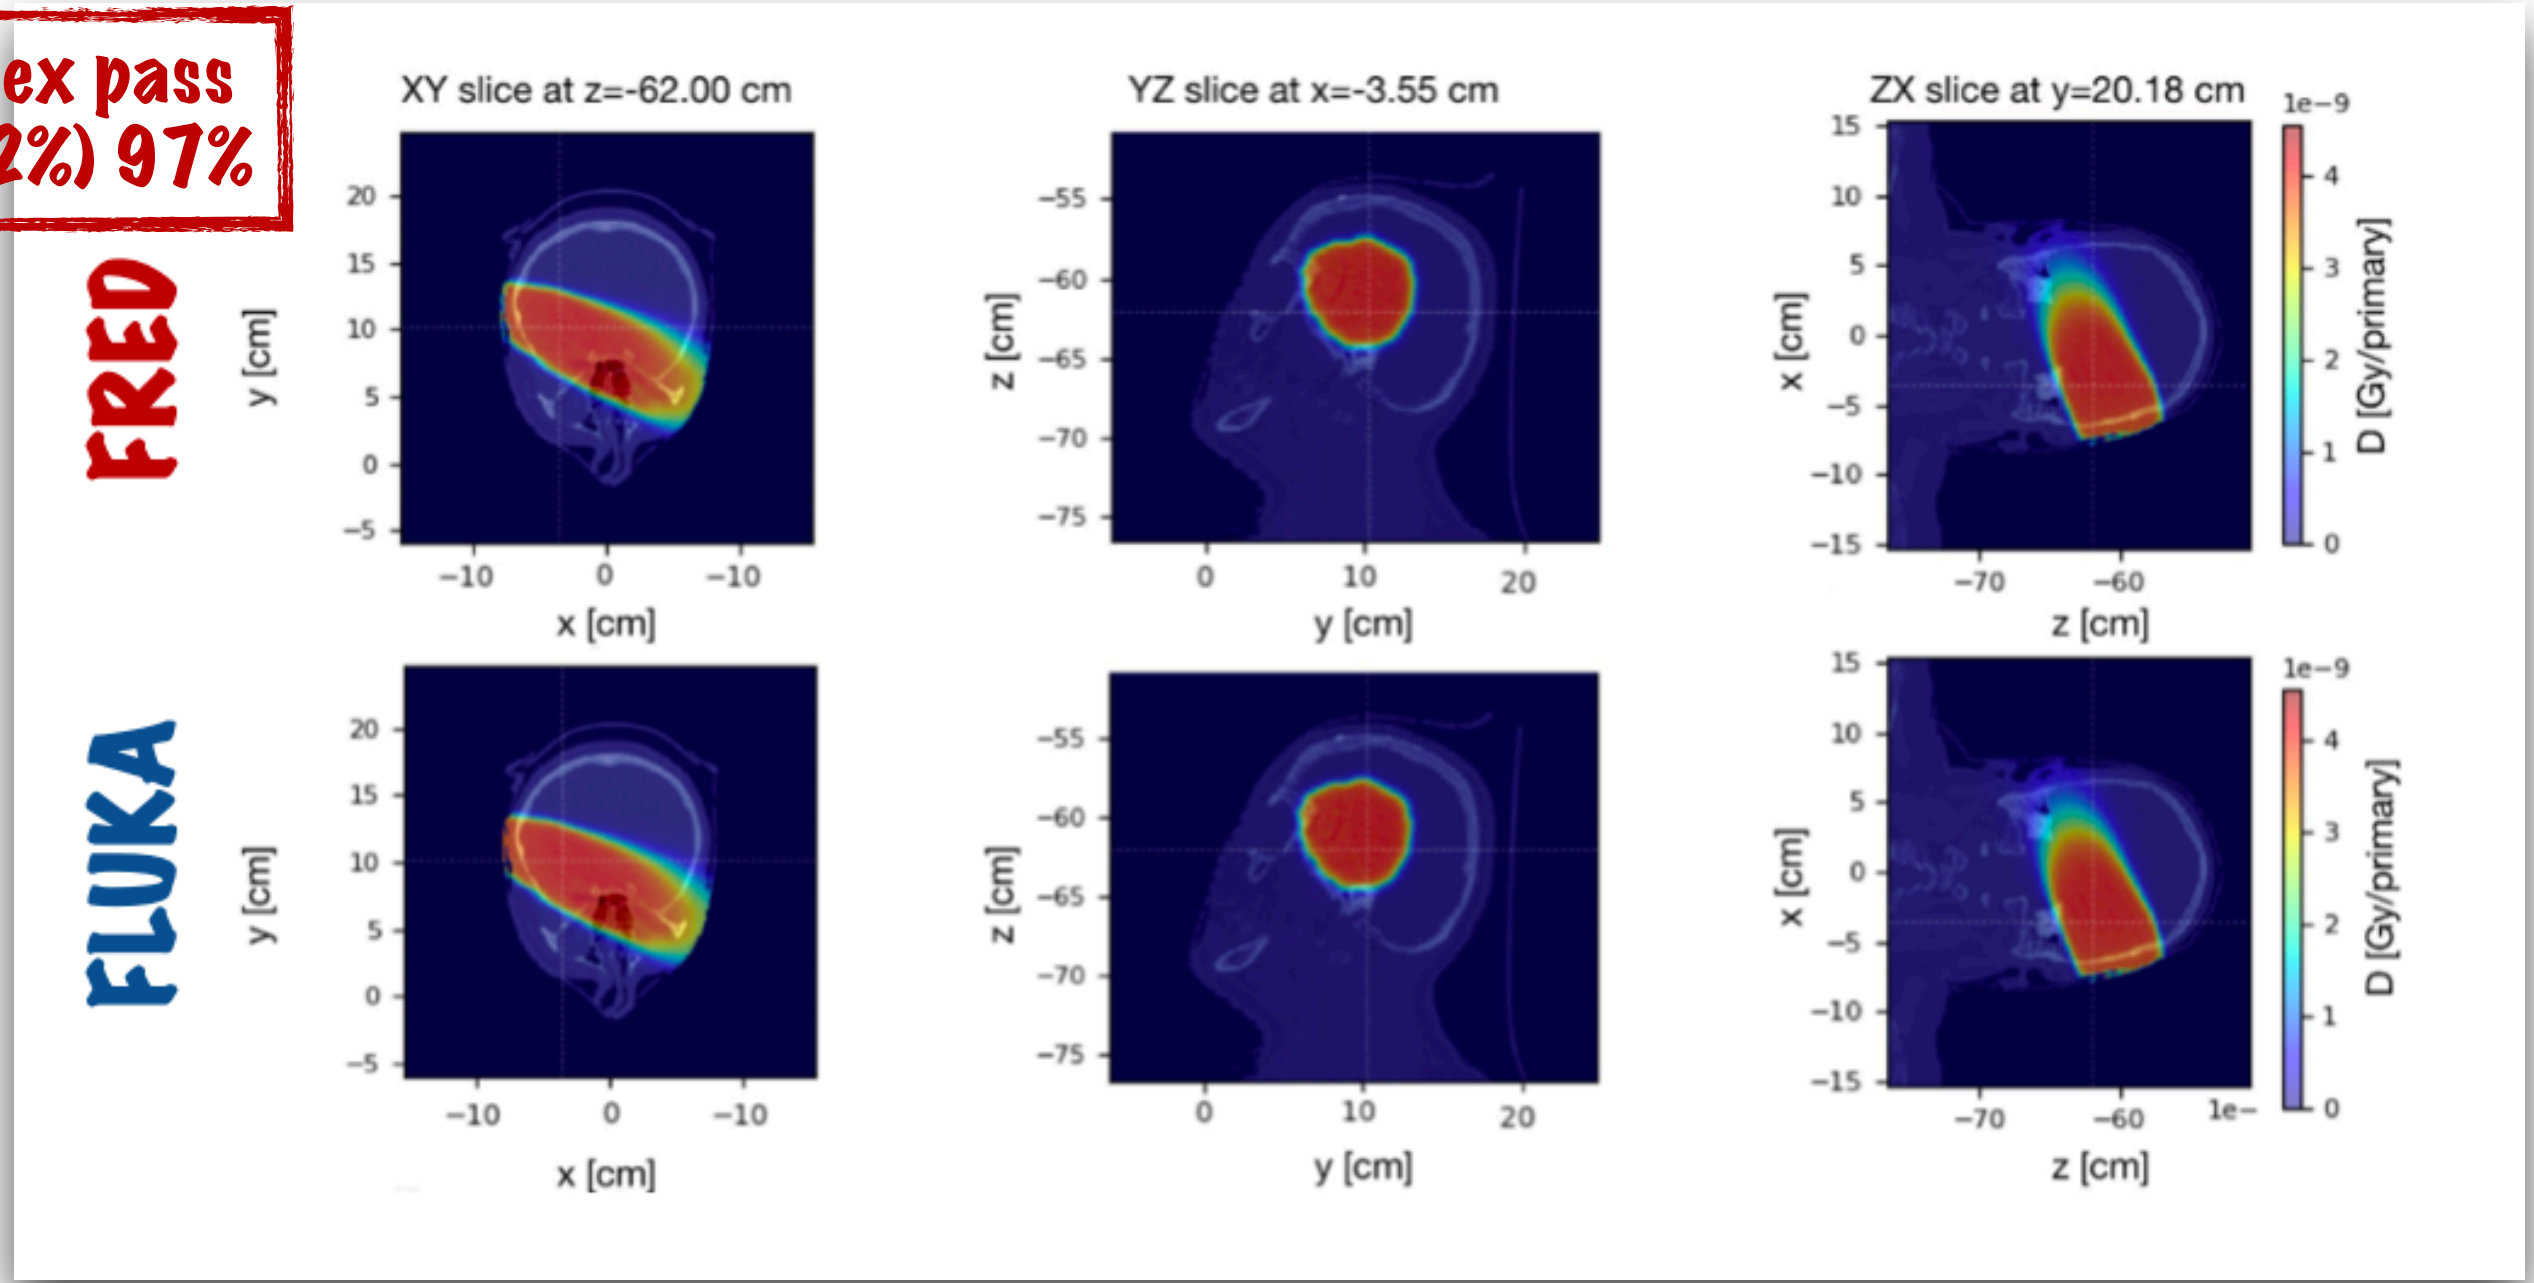 ex pass
2%) 97%
XY slice at z=-62.00 cm
YZ slice at x=-3.55 cm
ZX slice at y=20.18 cm
FRED
y [cm]
20
15
10
5
0
−5
−10
0
−10
x [cm]
z [cm]
−55
−60
−65
−70
−75
0
10
20
y [cm]
x [cm]
15
10
5
0
−5
−10
−15
−70
−60
z [cm]
1e−9
4
3
2
1
0
D [Gy/primary]
FLUKA
y [cm]
20
15
10
5
0
−5
−10
0
−10
x [cm]
z [cm]
−55
−60
−65
−70
−75
0
10
20
y [cm]
x [cm]
15
10
5
0
−5
−10
−15
−70
−60
1e−
z [cm]
1e−9
4
3
2
1
0
D [Gy/primary]